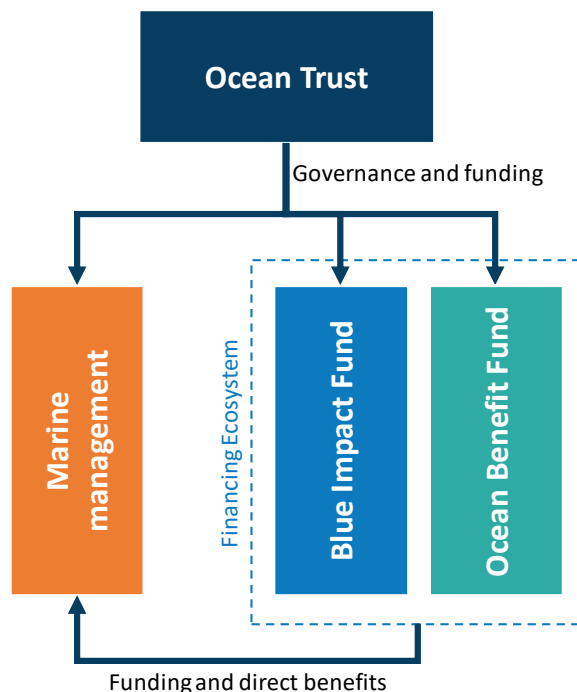 Ocean Trust
Governance and funding
Marine
management
Financing Ecosystem
Blue Impact Fund
Ocean Benefit Fund
Funding and direct benefits